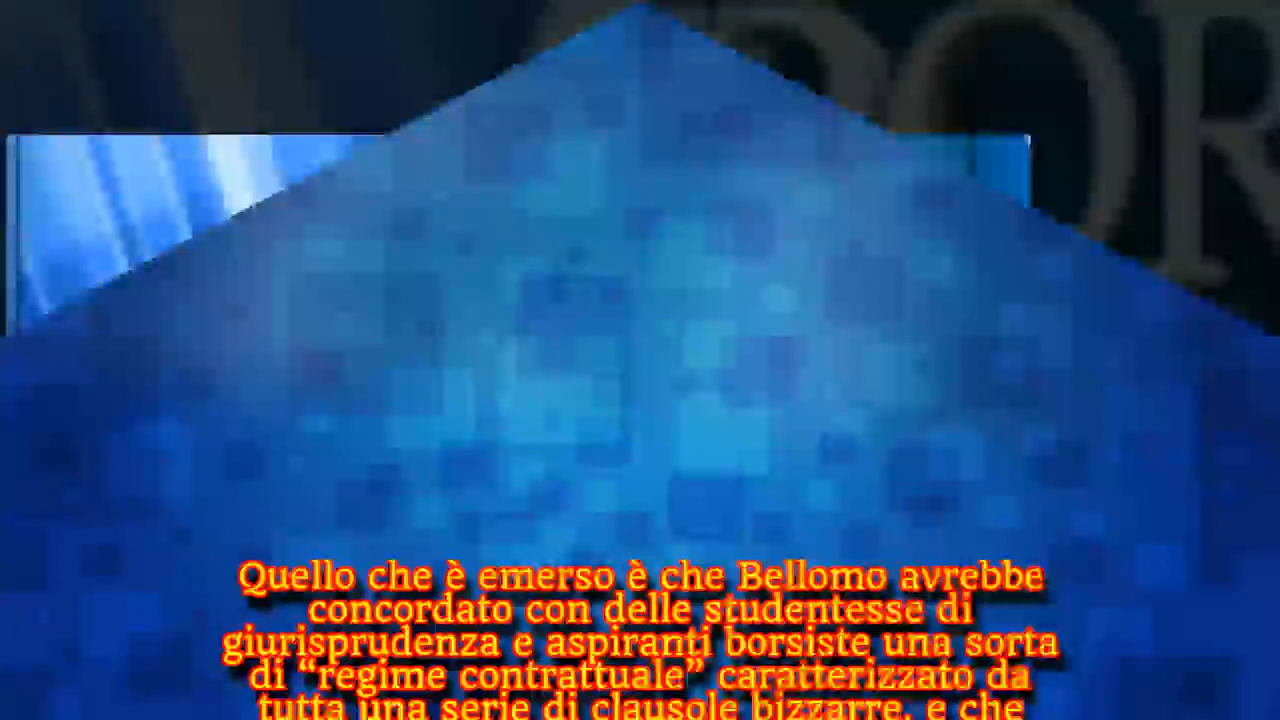 POR
Quello che è emerso è che Bellomo avrebbe
concordato con delle studentesse di
giurisprudenza e aspiranti borsiste una sorta
di “regime contrattuale” caratterizzato da
tutta una serie di clausole bizzarre, e che